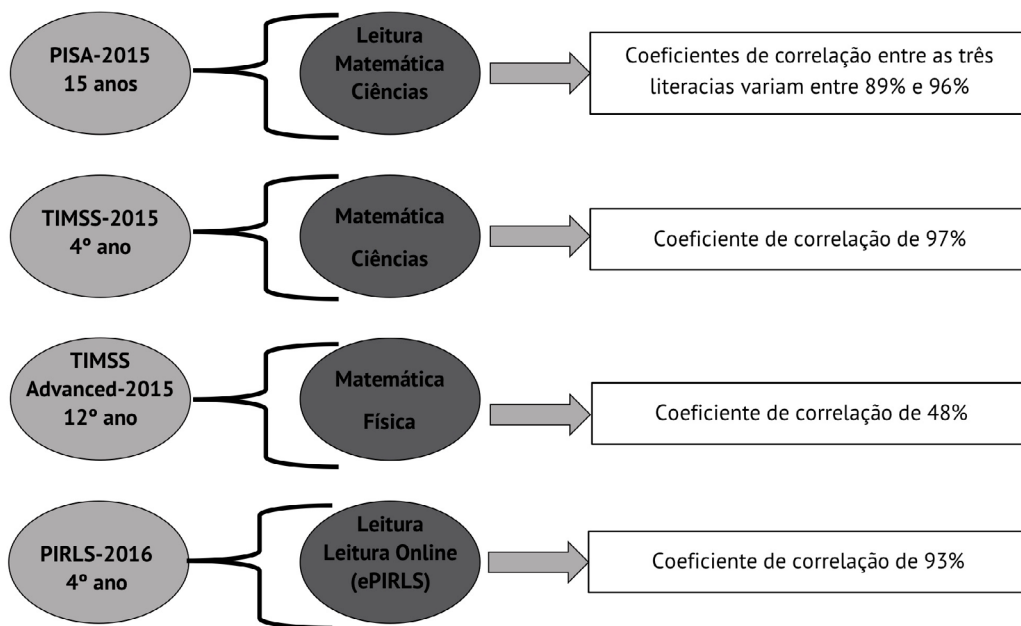 PISA-2015
15 anos
Leitura
Matemática
Ciências
Coeficientes de correlação entre as três
literacias variam entre 89% e 96%
TIMSS-2015
4º ano
Matemática
Ciências
Coeficiente de correlação de 97%
TIMSS
Advanced-2015
12º ano
Matemática
Física
Coeficiente de correlação de 48%
PIRLS-2016
4º ano
Leitura
Leitura Online
(ePIRLS)
Coeficiente de correlação de 93%